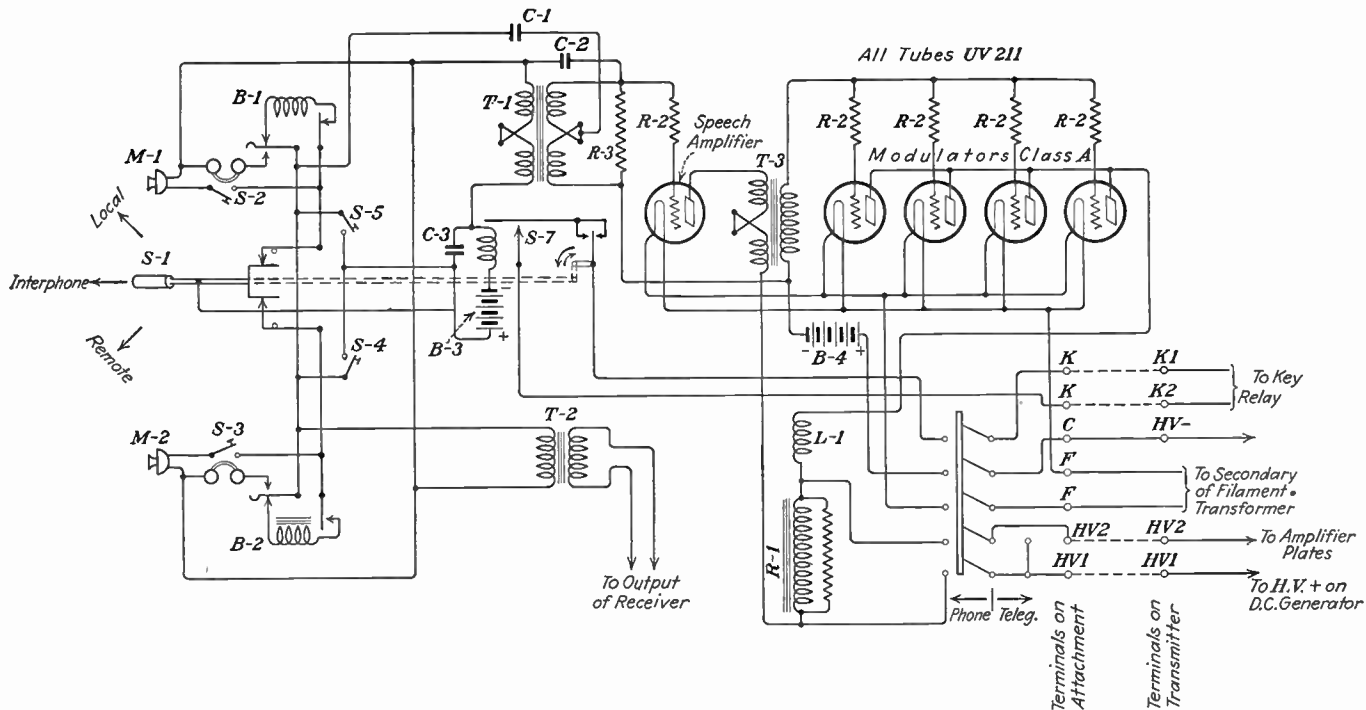 C-1
C-2
All Tubes UV 211
B-1
T-1
R-2
Speech
Amplifier
R-2
R-2
R-2
R-2
R-3
T-3
Modulators Class A
M-1
S-2
Local
S-5
C-3
S-7
S-1
Interphone
Remote
S-4
B-3
- +
- B-4 +
K
K1
To Key
Relay
K
K2
T-2
C
HV-
M-2
S-3
L-1
F
To Secondary
of Filament
Transformer
F
B-2
R-1
HV2
HV2
To Amplifier
Plates
HV1
HV1
To H.V. + on
D.C. Generator
To Output
of Receiver
Phone
Teleg.
Terminals on
Attachment
Terminals on
Transmitter